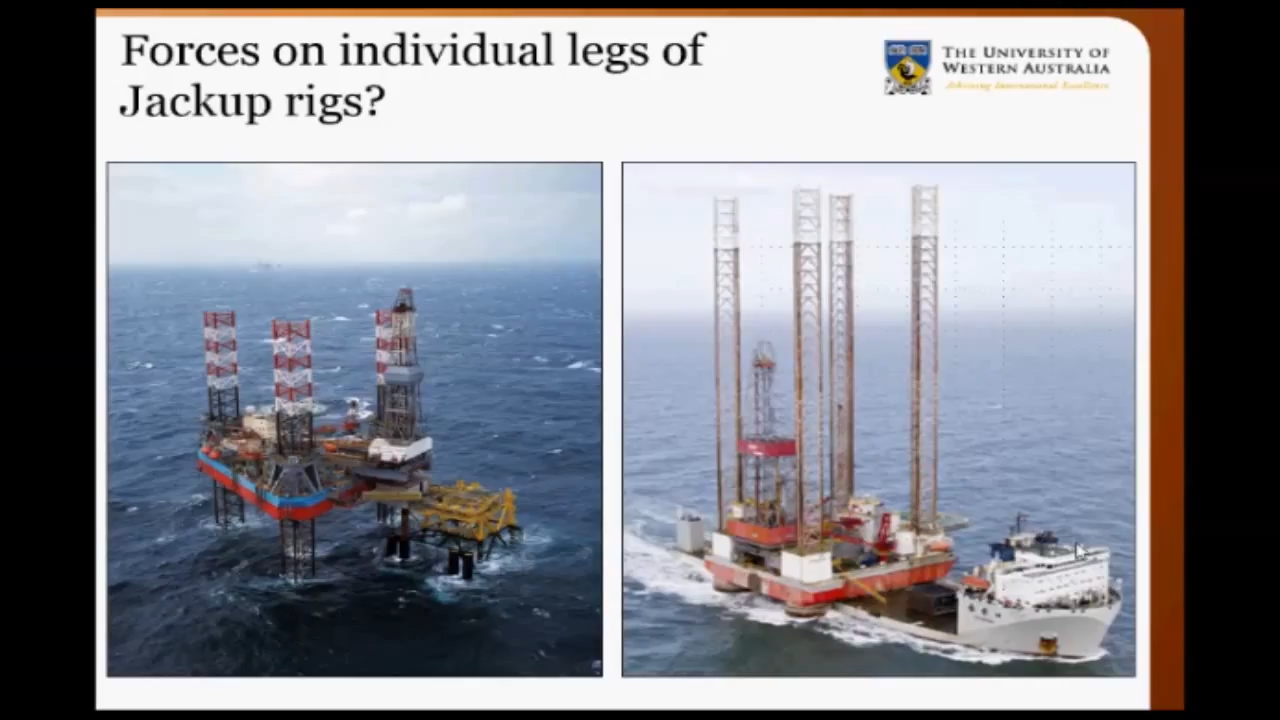 Forces on individual legs of
Jackup rigs?
THE UNIVERSITY OF
WESTERN AUSTRALIA
Achieving International Excellence